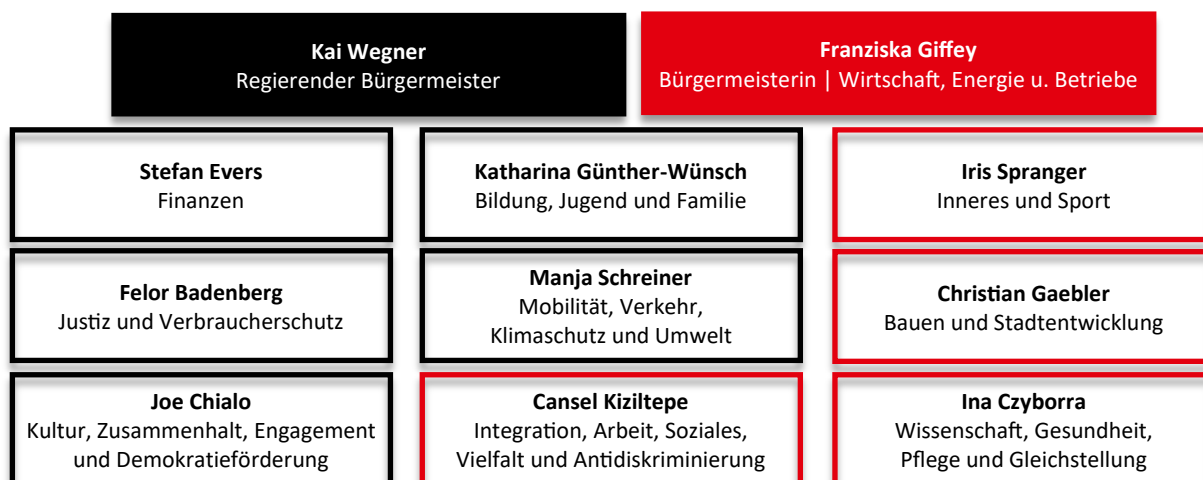 Kai Wegner
Regierender Bürgermeister
Franziska Giffey
Bürgermeisterin | Wirtschaft, Energie u. Betriebe
Stefan Evers
Finanzen
Katharina Günther-Wünsch
Bildung, Jugend und Familie
Iris Spranger
Inneres und Sport
Felor Badenberg
Justiz und Verbraucherschutz
Manja Schreiner
Mobilität, Verkehr,
Klimaschutz und Umwelt
Christian Gaebler
Bauen und Stadtentwicklung
Joe Chialo
Kultur, Zusammenhalt, Engagement
und Demokratieförderung
Cansel Kiziltepe
Integration, Arbeit, Soziales,
Vielfalt und Antidiskriminierung
Ina Czyborra
Wissenschaft, Gesundheit,
Pflege und Gleichstellung